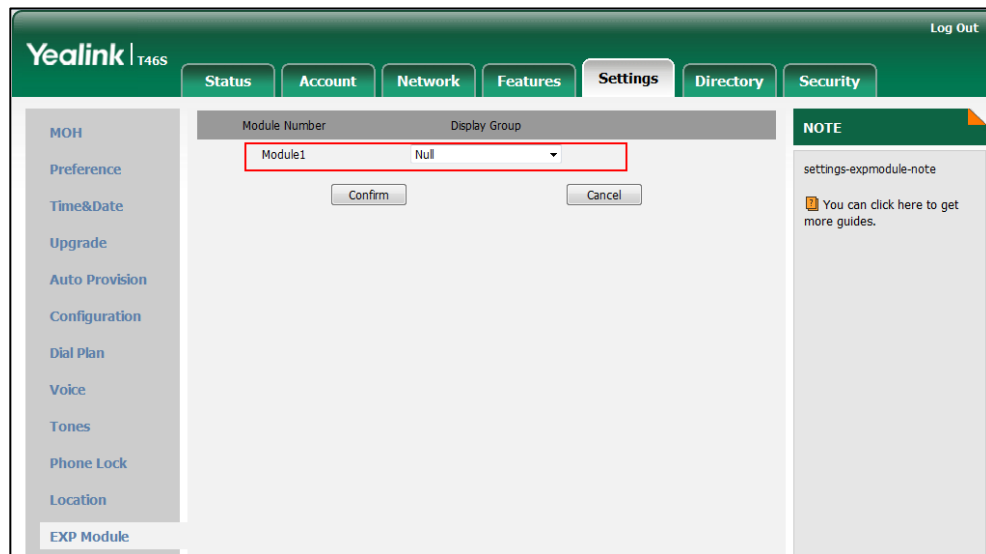 Log Out
Yealink T46S
Status Account Network Features Settings Directory Security
MOH
Preference
Time&Date
Upgrade
Auto Provision
Configuration
Dial Plan
Voice
Tones
Phone Lock
Location
EXP Module
Module Number Display Group
Module1 Null
Confirm Cancel
NOTE
settings-expmodule-note
You can click here to get
more guides.